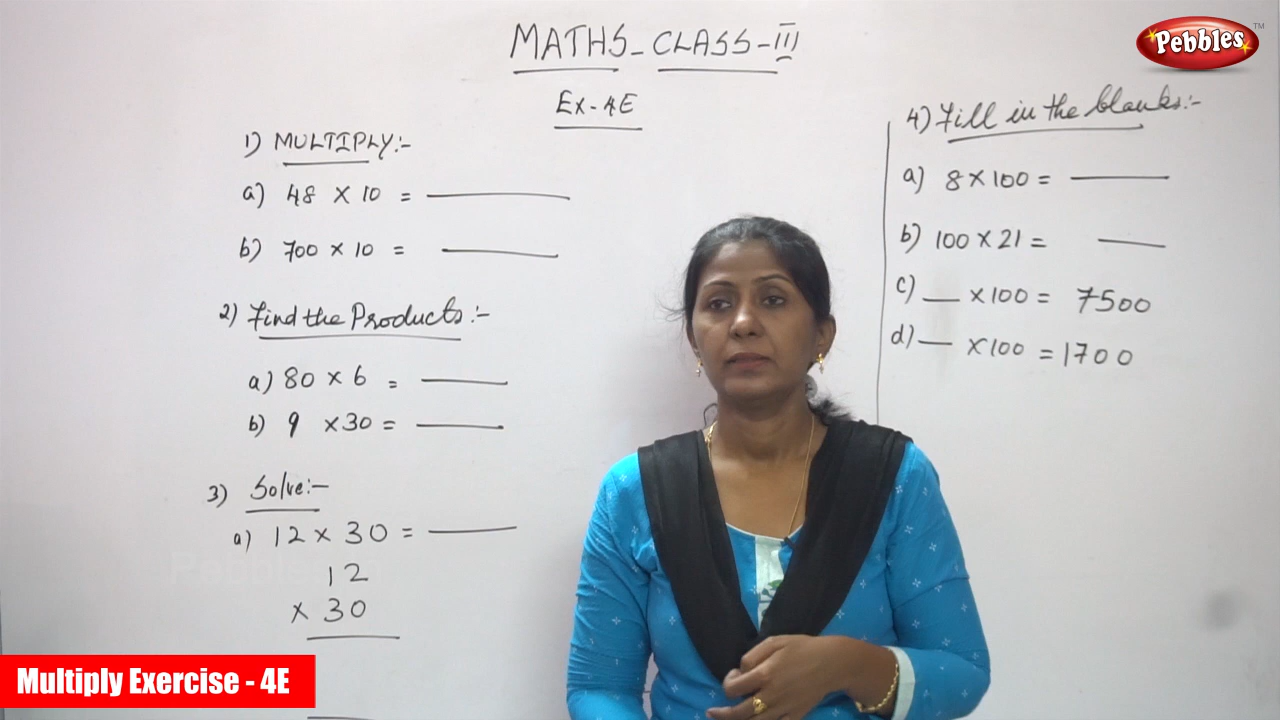 MATHS - CLASS - III
Pebbles™
Ex - 4E
1) MULTIPLY:-
a) 48 × 10 =
b) 700 × 10 =
2) Find the Products:-
a) 80 × 6 =
b) 9 × 30 =
3) Solve:-
a) 12 × 30 =
12
× 30
4) Fill in the blanks:-
a) 8 × 100 =
b) 100 × 21 =
c) __ × 100 = 7500
d) __ × 100 = 1700
Multiply Exercise - 4E